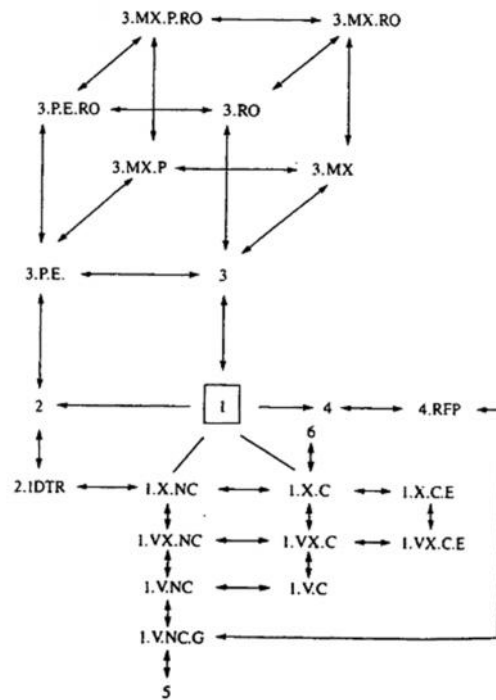 3.MX.P.RO 3.MX.RO
3.P.E.RO 3.RO
3.MX.P 3.MX
3.P.E. 3
2 1 4 4.RFP
6
2.1DTR 1.X.NC 1.X.C 1.X.C.E
1.VX.NC 1.VX.C 1.VX.C.E
1.V.NC 1.V.C
1.V.NC.G
5